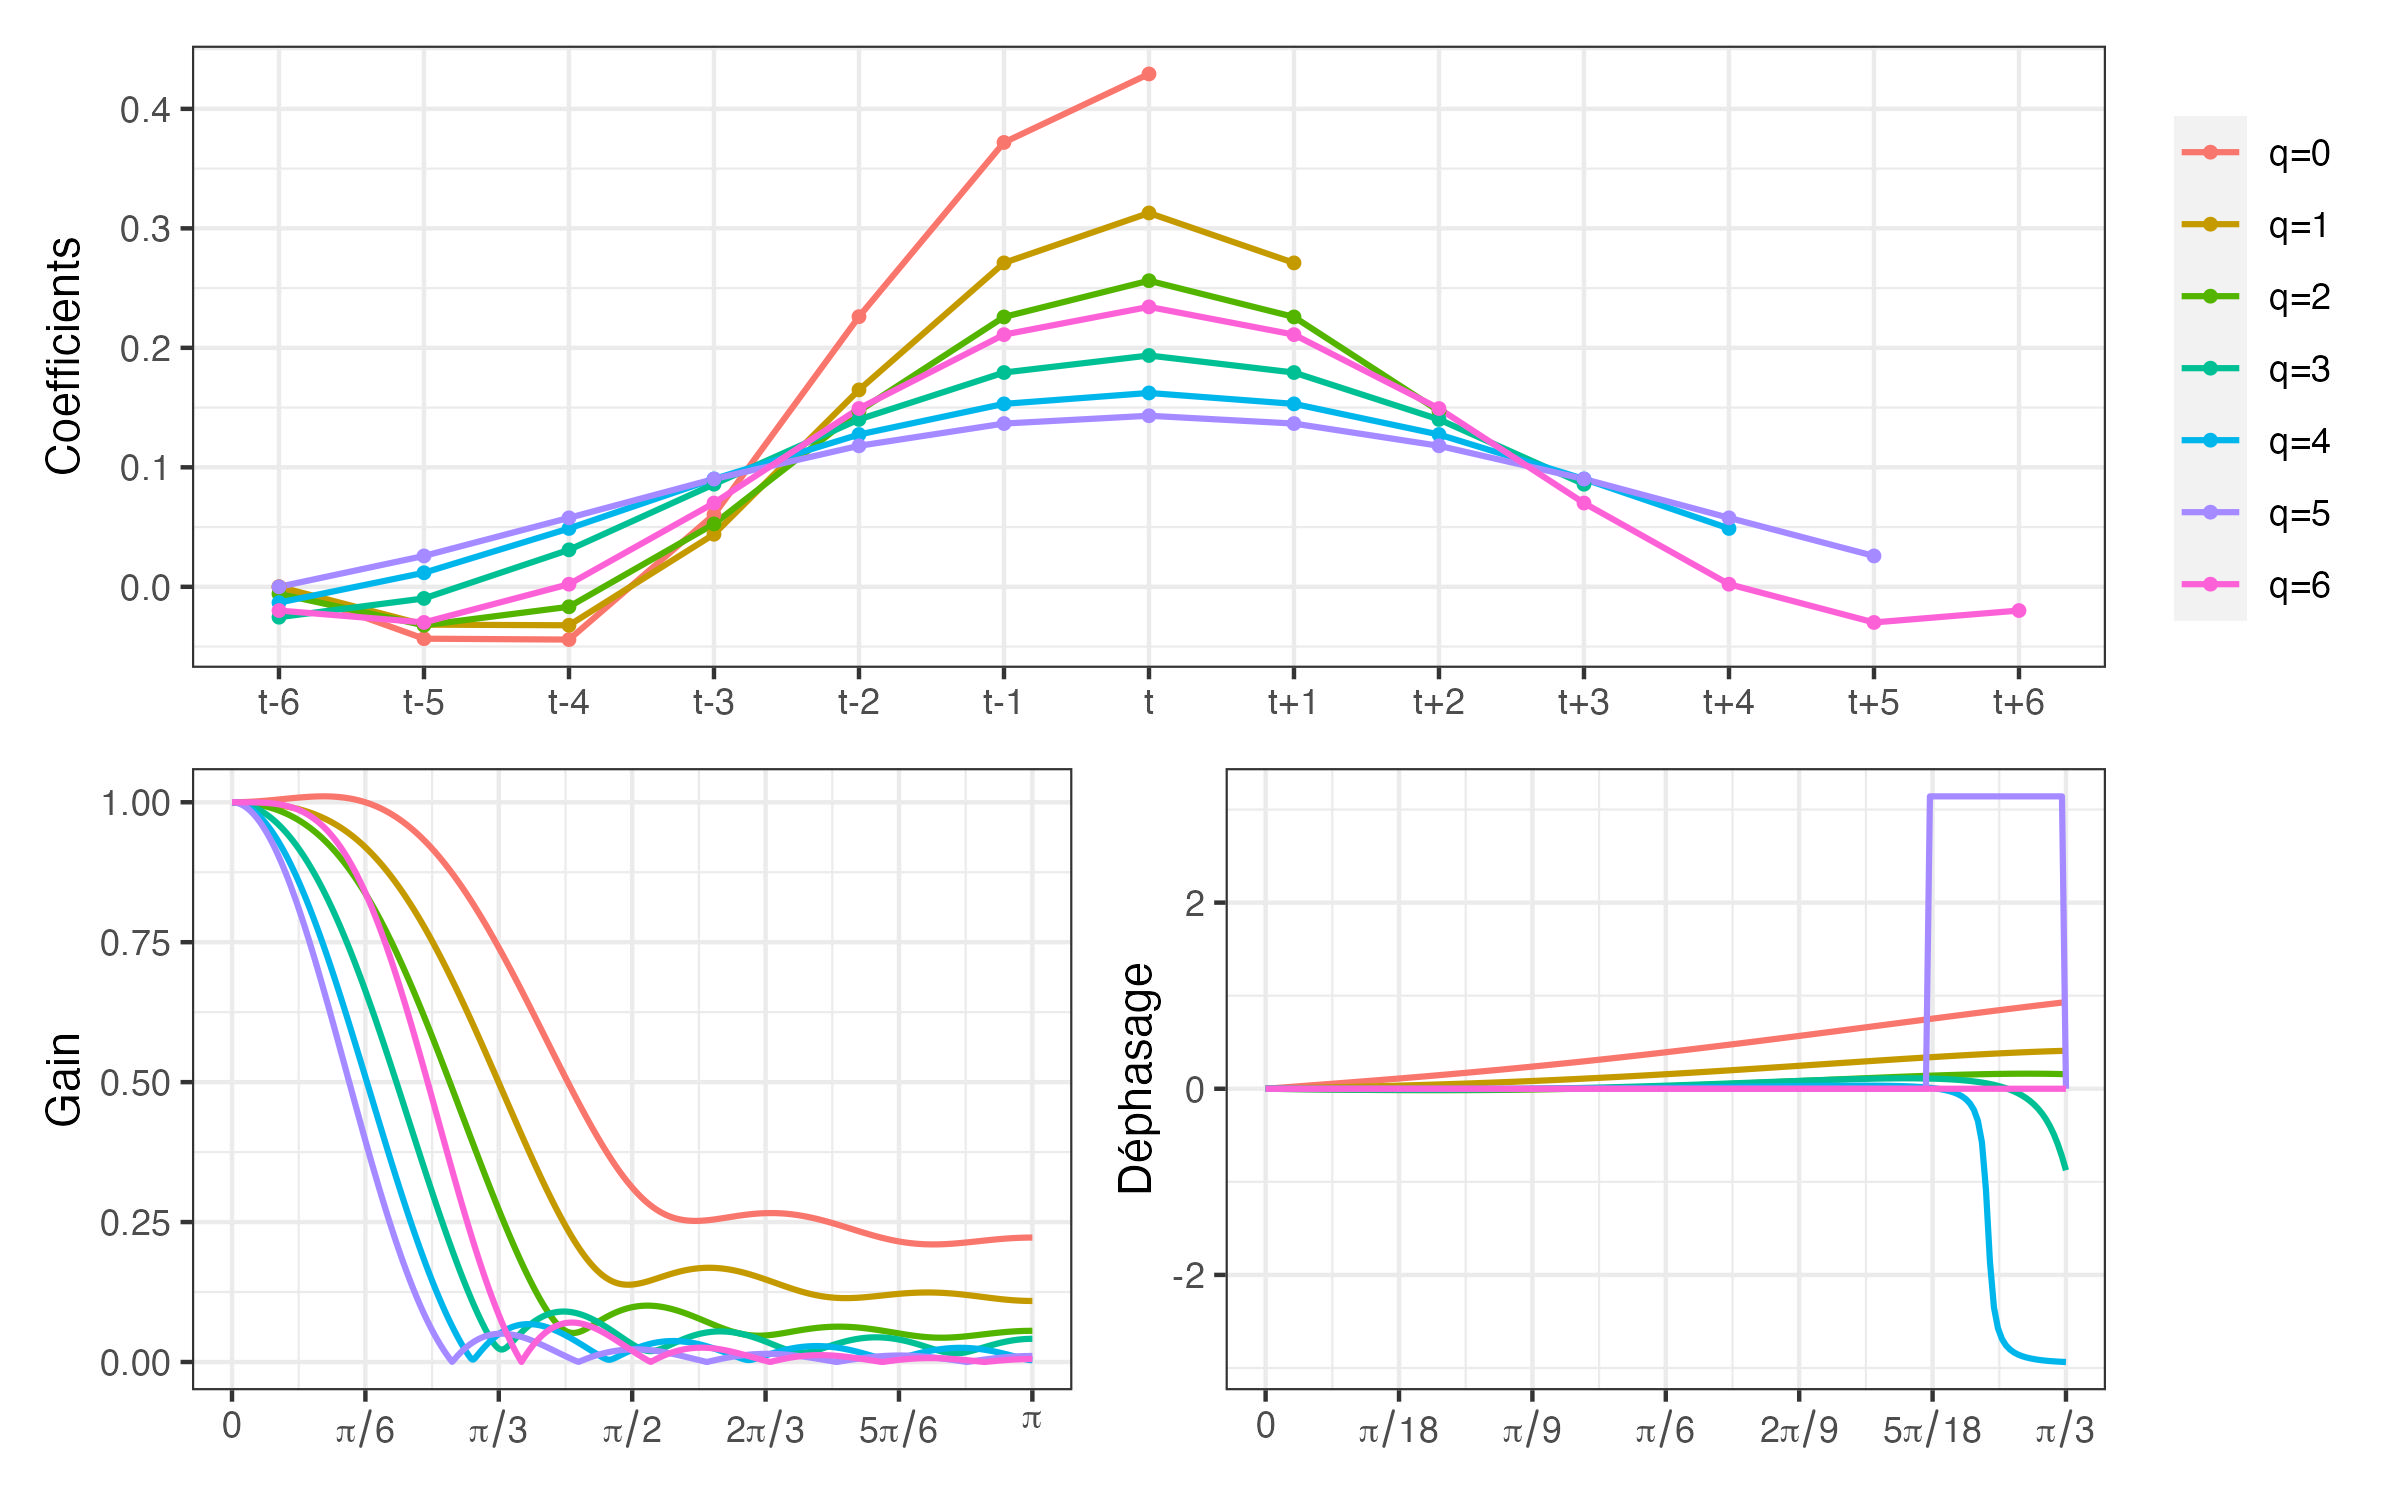 Coefficients
0.4
0.3
0.2
0.1
0.0
t-6 t-5 t-4 t-3 t-2 t-1 t t+1 t+2 t+3 t+4 t+5 t+6
q=0
q=1
q=2
q=3
q=4
q=5
q=6
Gain
1.00
0.75
0.50
0.25
0.00
0 π/6 π/3 π/2 2π/3 5π/6 π
Déphasage
2
0
-2
0 π/18 π/9 π/6 2π/9 5π/18 π/3